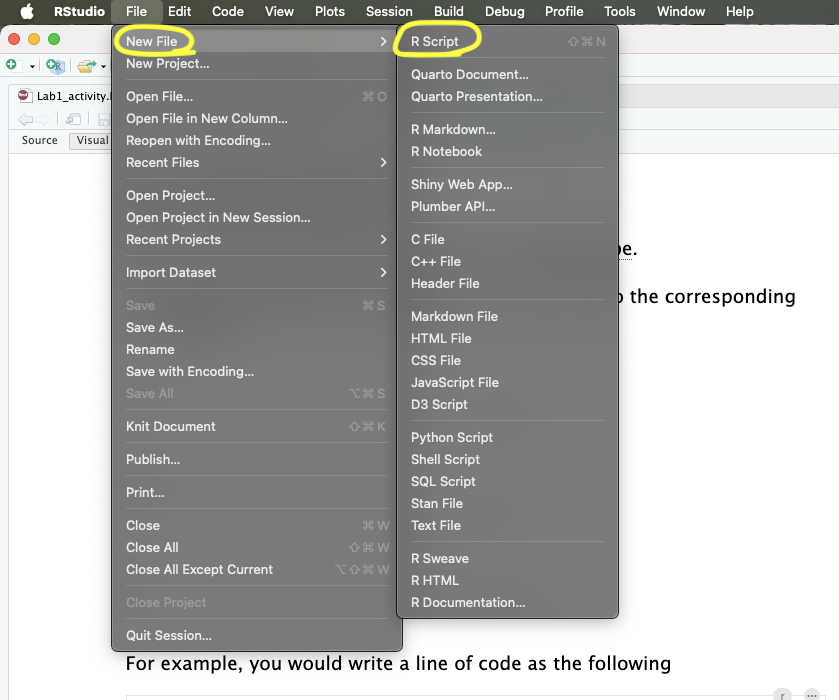 RStudio File Edit Code View Plots Session Build Debug Profile Tools Window Help
New File
New Project...
Open File... ⌘ O
Open File in New Column...
Reopen with Encoding...
Recent Files
Open Project...
Open Project in New Session...
Recent Projects
Import Dataset
Save ⌘ S
Save As...
Rename
Save with Encoding...
Save All ⌥⌘ S
Knit Document ⇧⌘ K
Publish...
Print...
Close ⌘ W
Close All ⇧⌘ W
Close All Except Current ⌥⇧⌘ W
Close Project
Quit Session...
R Script ⇧⌘ N
Quarto Document...
Quarto Presentation...
R Markdown...
R Notebook
Shiny Web App...
Plumber API...
C File
C++ File
Header File
Markdown File
HTML File
CSS File
JavaScript File
D3 Script
Python Script
Shell Script
SQL Script
Stan File
Text File
R Sweave
R HTML
R Documentation...
Lab1_activity.
Source Visual
pe.
the corresponding
For example, you would write a line of code as the following